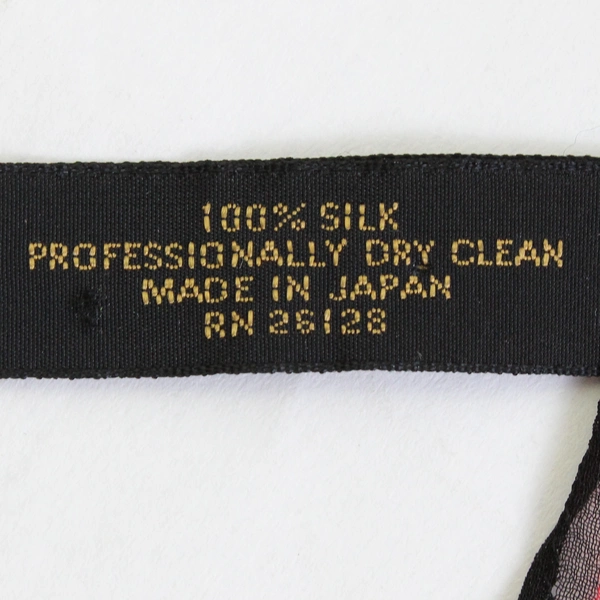 100% SILK
PROFESSIONALLY DRY CLEAN
MADE IN JAPAN
RN 26128